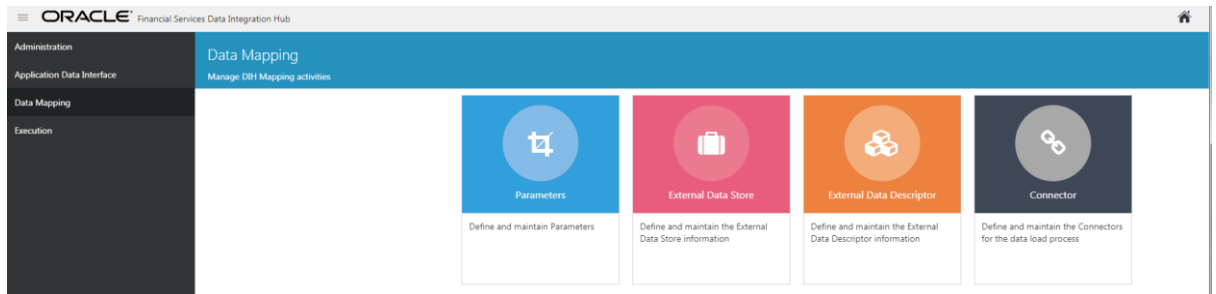 ORACLE® Financial Services Data Integration Hub
Administration
Application Data Interface
Data Mapping
Execution
Data Mapping
Manage DIH Mapping activities
Parameters
Define and maintain Parameters
External Data Store
Define and maintain the External
Data Store information
External Data Descriptor
Define and maintain the External
Data Descriptor information
Connector
Define and maintain the Connectors
for the data load process